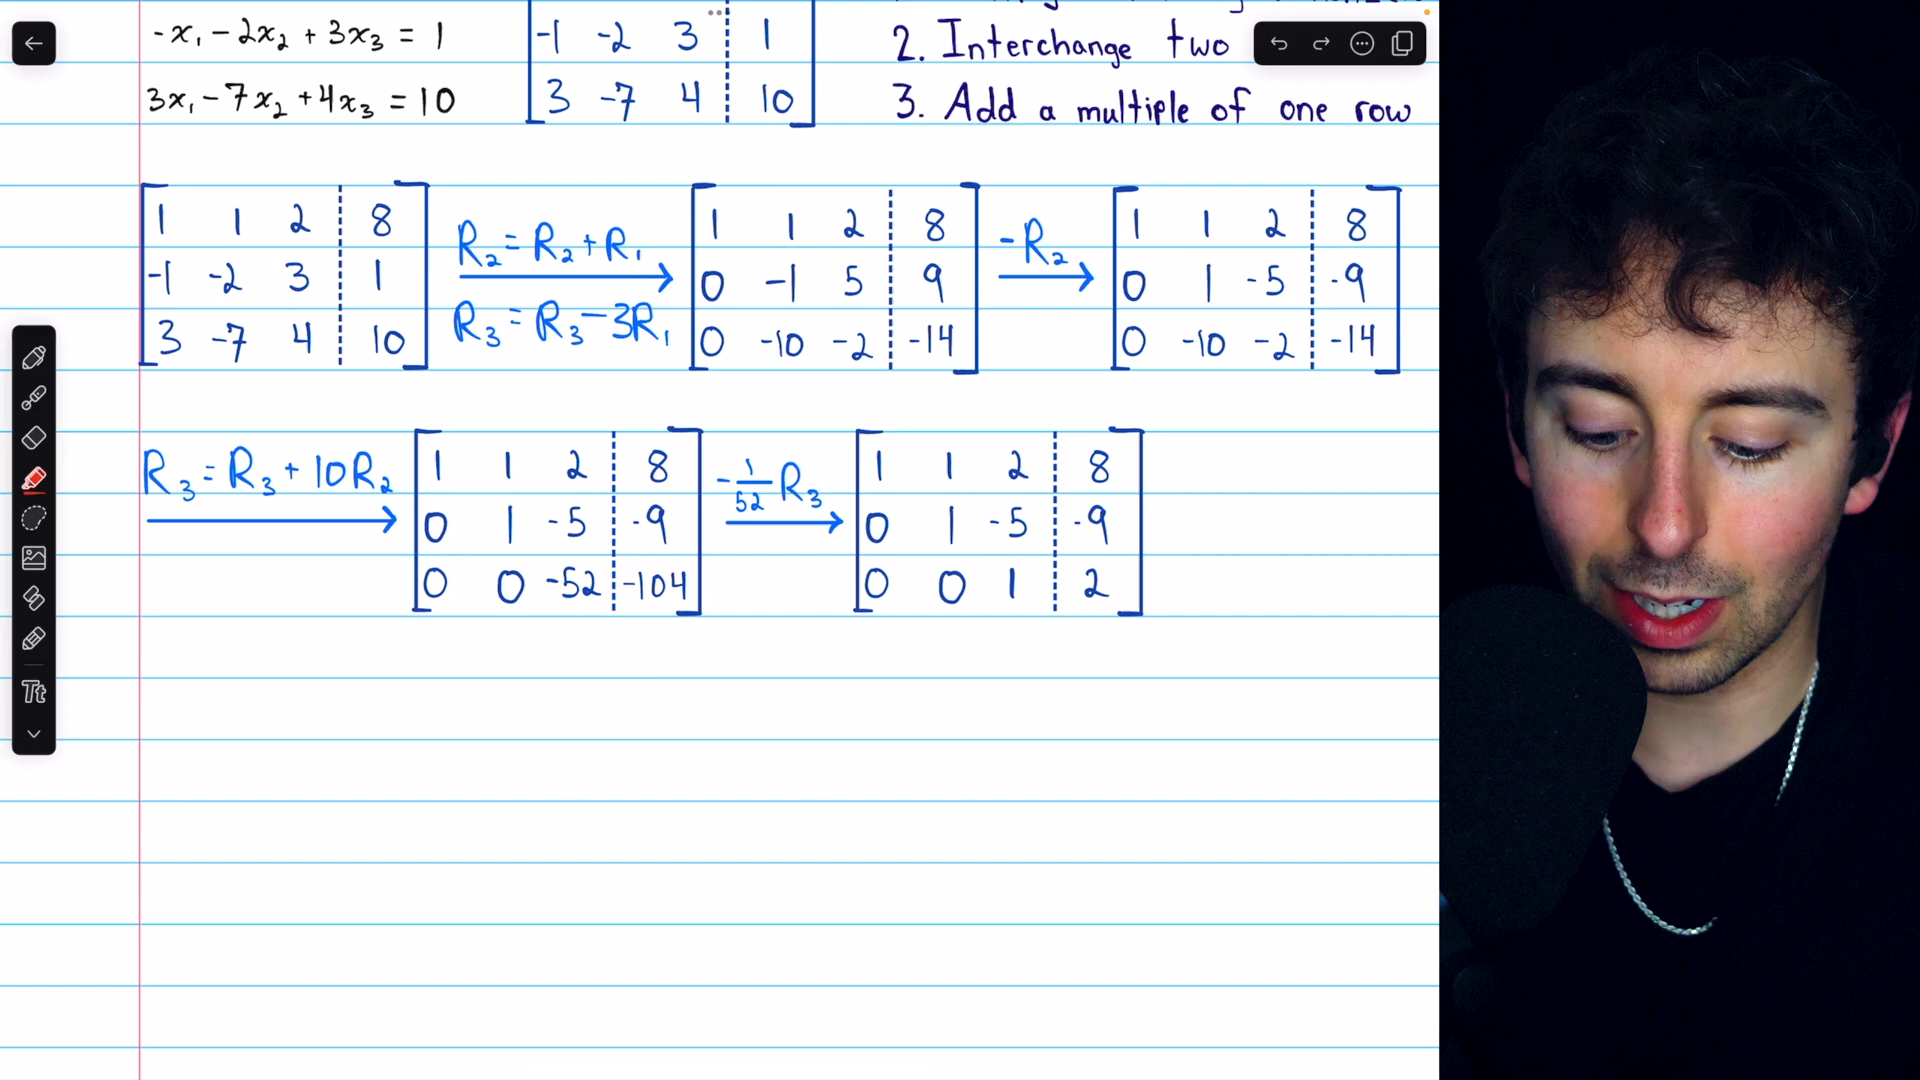 -x₁ - 2x₂ + 3x₃ = 1
3x₁ - 7x₂ + 4x₃ = 10
-1 -2 3 1
3 -7 4 10
2. Interchange two
3. Add a multiple of one row
1 1 2 8
-1 -2 3 1
3 -7 4 10
R₂ = R₂ + R₁
R₃ = R₃ - 3R₁
1 1 2 8
0 -1 5 9
0 -10 -2 -14
-R₂
1 1 2 8
0 1 -5 -9
0 -10 -2 -14
R₃ = R₃ + 10R₂
1 1 2 8
0 1 -5 -9
0 0 -52 -104
-1/52 R₃
1 1 2 8
0 1 -5 -9
0 0 1 2
Tt